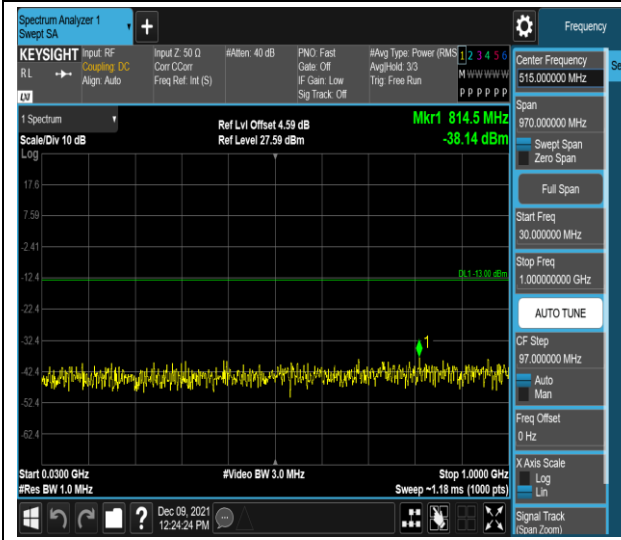 Spectrum Analyzer 1
Swept SA
+
Frequency
KEYSIGHT
RL
LXI
Input: RF
Coupling: DC
Align: Auto
Input Z: 50 Ω
Corr CCorr
Freq Ref: Int (S)
#Atten: 40 dB
PNO: Fast
Gate: Off
IF Gain: Low
Sig Track: Off
#Avg Type: Power (RMS
Avg|Hold: 3/3
Trig: Free Run
1 2 3 4 5 6
M W W W W W
P P P P P P
1 Spectrum
Scale/Div 10 dB
Log
Ref Lvl Offset 4.59 dB
Ref Level 27.59 dBm
Mkr1 814.5 MHz
-38.14 dBm
17.6
7.59
-2.41
-12.4
DL1 -13.00 dBm
-22.4
-32.4
1
-42.4
-52.4
-62.4
Start 0.0300 GHz
#Res BW 1.0 MHz
#Video BW 3.0 MHz
Stop 1.0000 GHz
Sweep ~1.18 ms (1000 pts)
?
Dec 09, 2021
12:24:24 PM
Center Frequency
515.000000 MHz
Se
Span
970.000000 MHz
Swept Span
Zero Span
Full Span
Start Freq
30.000000 MHz
Stop Freq
1.000000000 GHz
AUTO TUNE
CF Step
97.000000 MHz
Auto
Man
Freq Offset
0 Hz
X Axis Scale
Log
Lin
Signal Track
(Span Zoom)